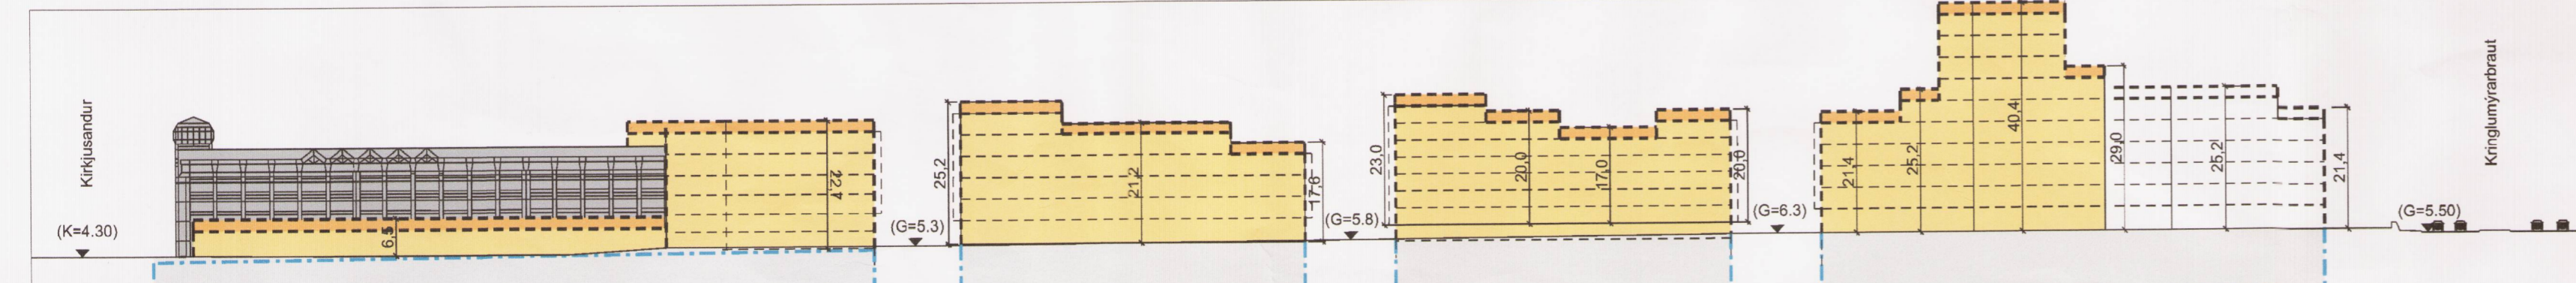 Kirkjusandur
(K=4.30)
6,5
22,7
(G=5.3)
25,2
21,2
17,6
(G=5.8)
23,0
20,0
17,0
20,0
(G=6.3)
21,4
25,2
40,4
29,0
25,2
21,4
(G=5.50)
Kringlumýrarbraut